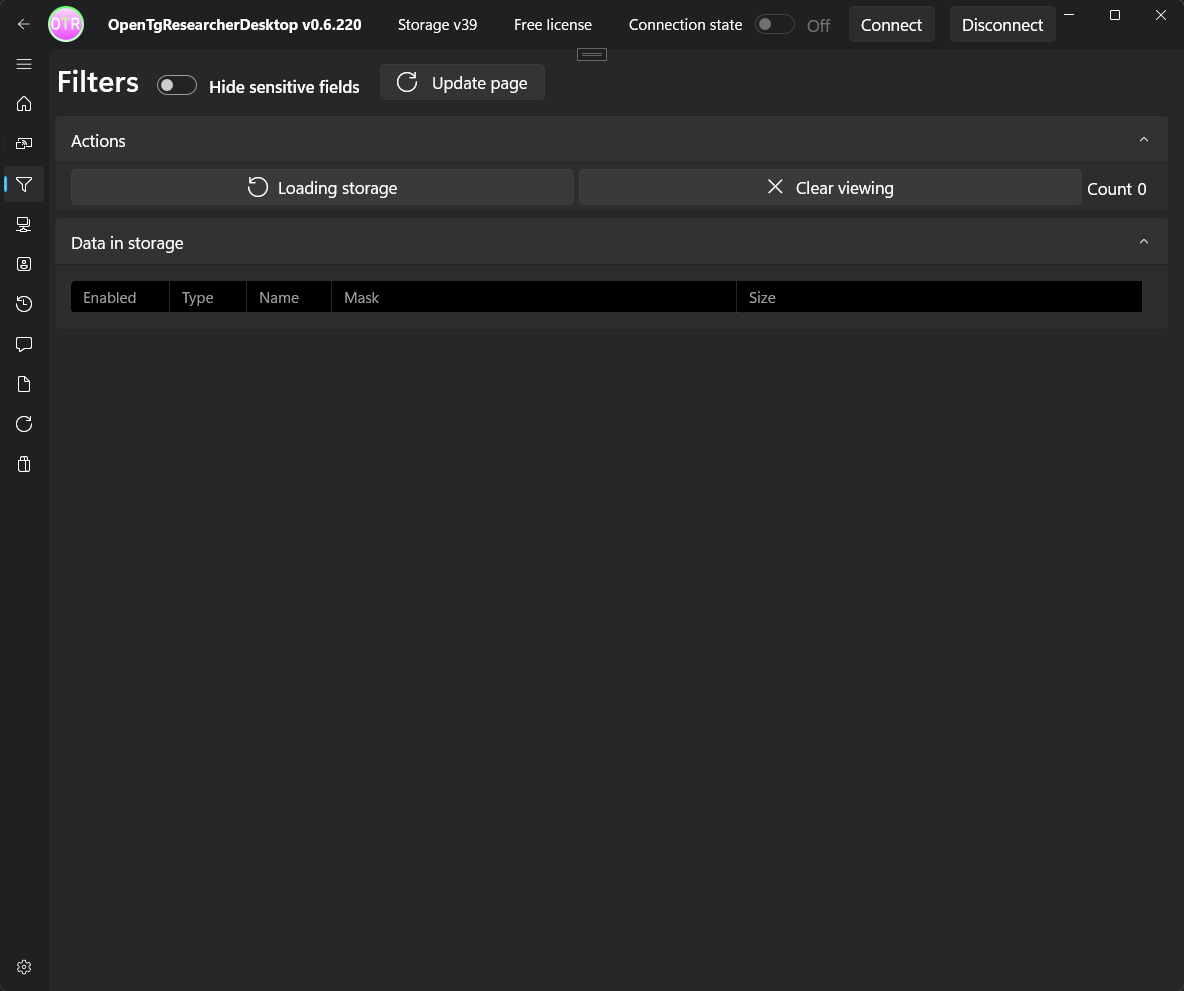 OTR OpenTgResearcherDesktop v0.6.220 Storage v39 Free license Connection state Off Connect Disconnect
Filters Hide sensitive fields Update page
Actions
Loading storage Clear viewing Count 0
Data in storage
Enabled Type Name Mask Size